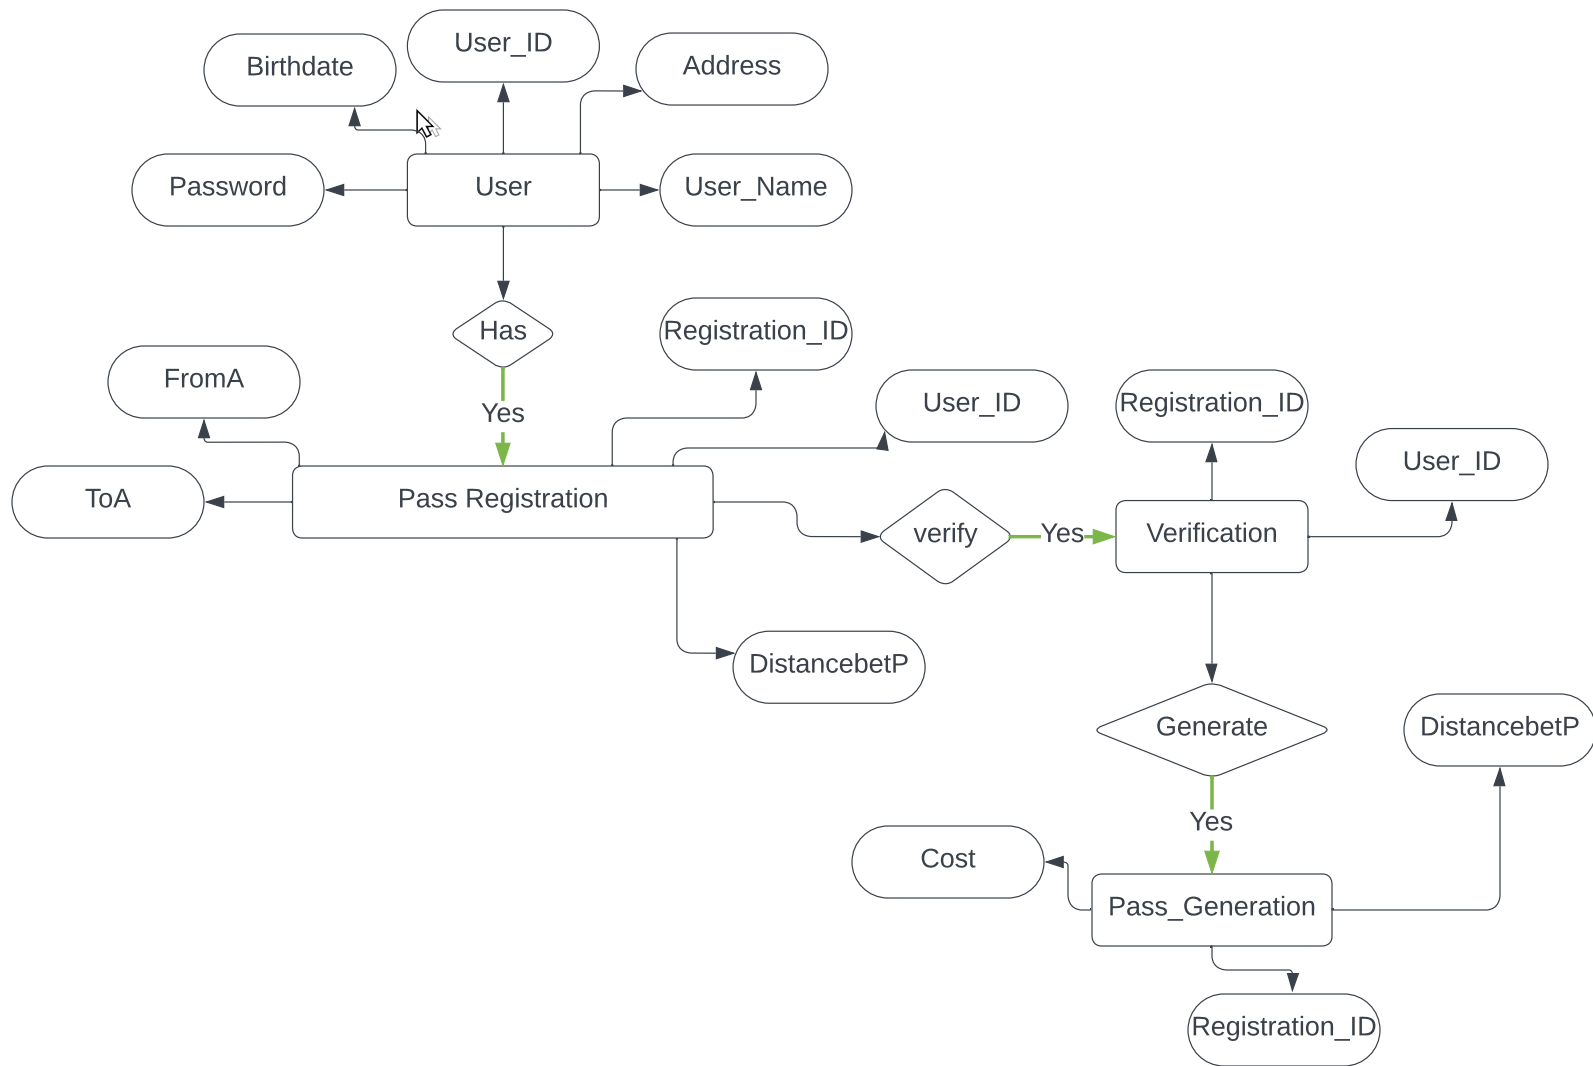 User_ID
Birthdate
Address
Password
User
User_Name
Has
Registration_ID
FromA
Yes
User_ID
Registration_ID
User_ID
ToA
Pass Registration
verify
Yes
Verification
DistancebetP
Generate
DistancebetP
Yes
Cost
Pass_Generation
Registration_ID